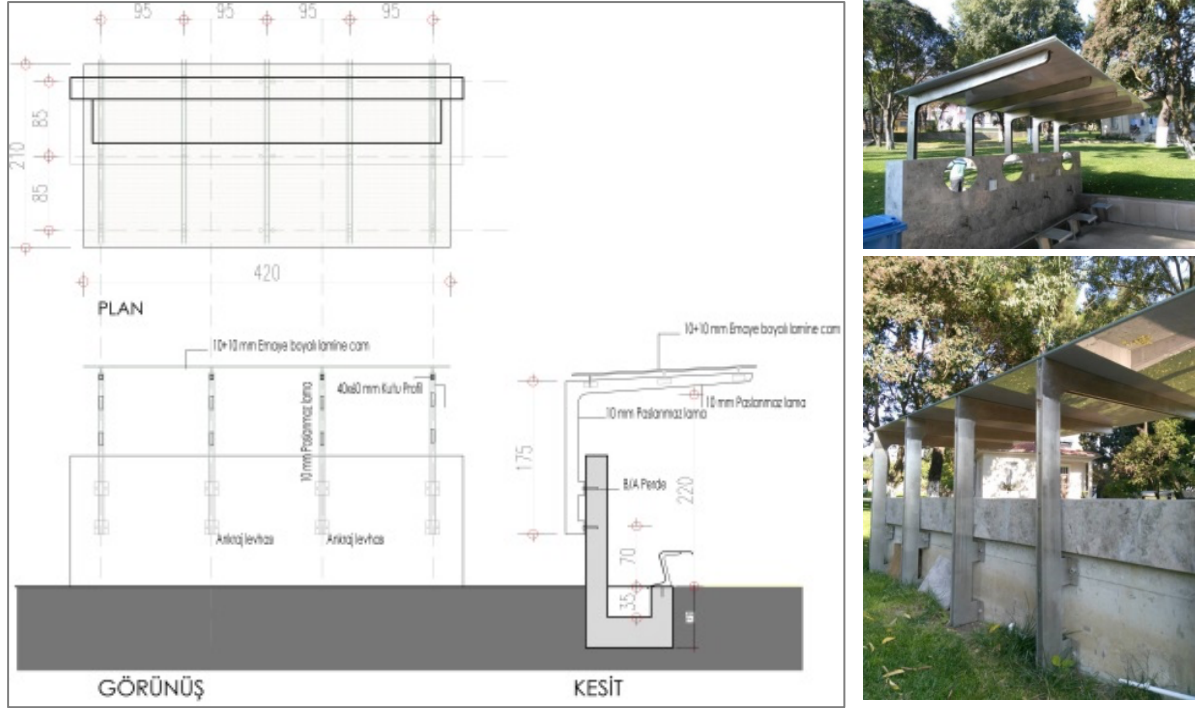 95 95 95 95
85
210
85
420
PLAN
10+10 mm Emaye boyalı lamine cam
10+10 mm Emaye boyalı lamine cam
40x60 mm Kutu Profil
10 mm Paslanmaz lama
10 mm Paslanmaz lama
10 mm Paslanmaz lama
175
B/A Perde
220
Ankraj levhası
Ankraj levhası
70
35
GÖRÜNÜŞ
KESİT